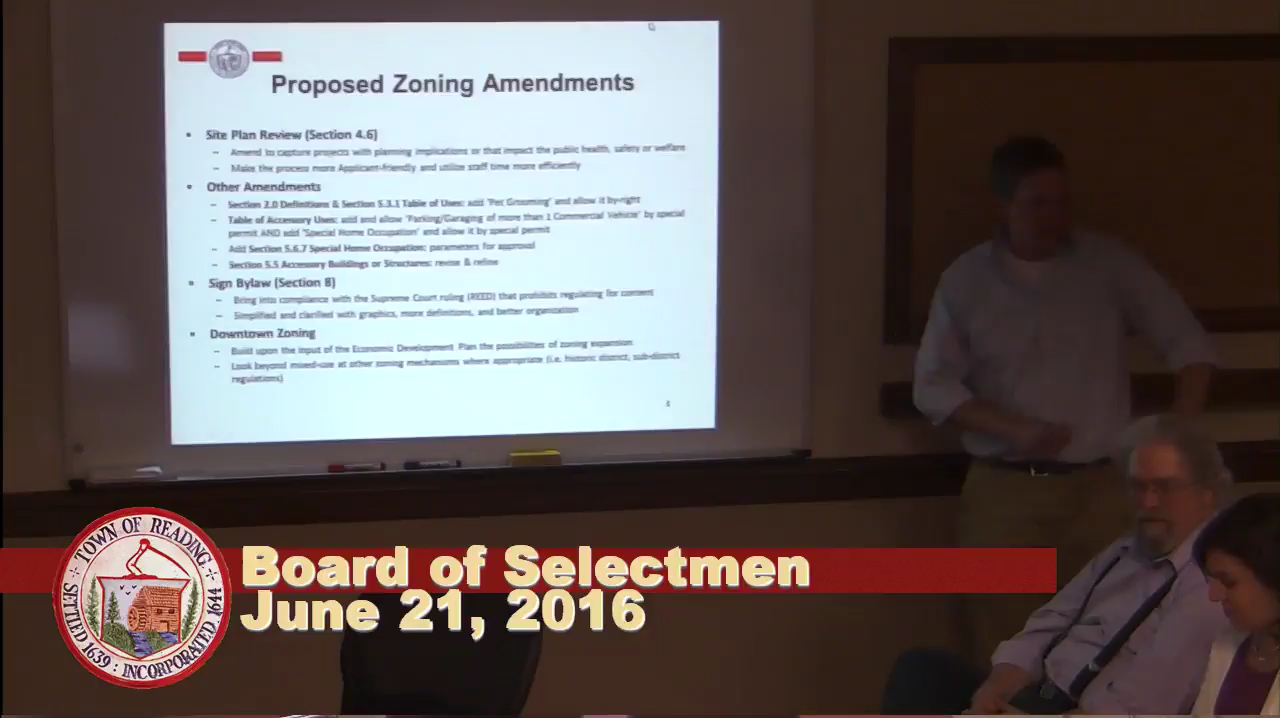 Proposed Zoning Amendments
• Site Plan Review (Section 4.6)
– Amend to capture projects with planning implications or that impact the public health, safety or welfare
– Make the process more Applicant-friendly and utilize staff time more efficiently
• Other Amendments
– Section 2.0 Definitions & Section 5.3.1 Table of Uses: add 'Pet Grooming' and allow it by-right
– Table of Accessory Uses: add and allow 'Parking/Garaging of more than 1 Commercial Vehicle' by special
permit AND add 'Special Home Occupation' and allow it by special permit
– Add Section 5.6.7 Special Home Occupation: parameters for approval
– Section 5.5 Accessory Buildings or Structures: revise & refine
• Sign Bylaw (Section 8)
– Bring into compliance with the Supreme Court ruling (REED) that prohibits regulating for content
– Simplified and clarified with graphics, more definitions, and better organization
• Downtown Zoning
– Build upon the input of the Economic Development Plan the possibilities of zoning expansion
– Look beyond mixed-use at other zoning mechanisms where appropriate (i.e. historic district, sub-district
regulations)
TOWN OF READING
SETTLED 1639 : INCORPORATED 1644
Board of Selectmen
June 21, 2016